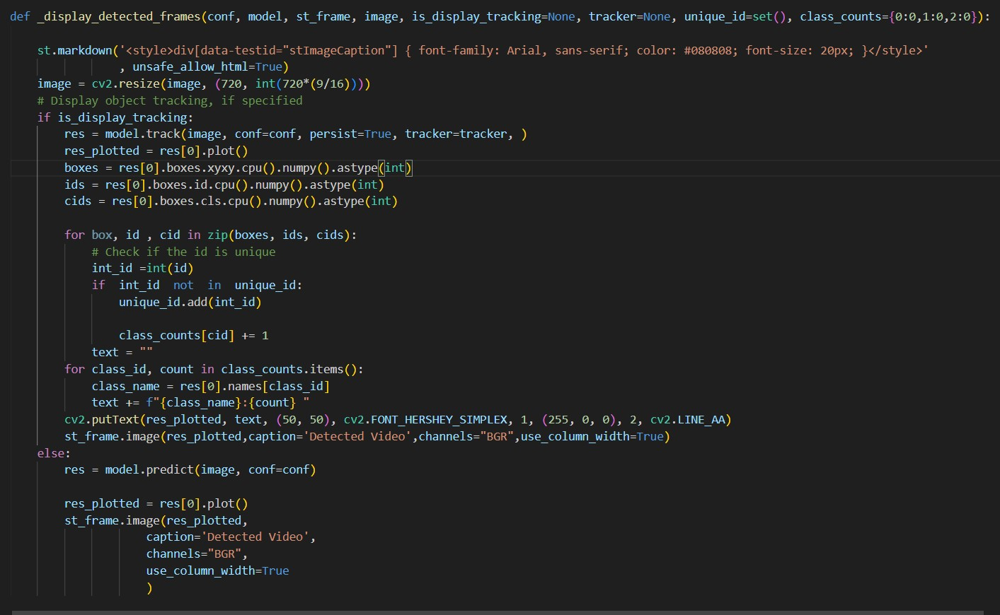 def _display_detected_frames(conf, model, st_frame, image, is_display_tracking=None, tracker=None, unique_id=set(), class_counts={0:0,1:0,2:0}):
st.markdown('<style>div[data-testid="stImageCaption"] { font-family: Arial, sans-serif; color: #080808; font-size: 20px; }</style>'
, unsafe_allow_html=True)
image = cv2.resize(image, (720, int(720*(9/16))))
# Display object tracking, if specified
if is_display_tracking:
res = model.track(image, conf=conf, persist=True, tracker=tracker, )
res_plotted = res[0].plot()
boxes = res[0].boxes.xyxy.cpu().numpy().astype(int)
ids = res[0].boxes.id.cpu().numpy().astype(int)
cids = res[0].boxes.cls.cpu().numpy().astype(int)
for box, id , cid in zip(boxes, ids, cids):
# Check if the id is unique
int_id =int(id)
if  int_id  not  in  unique_id:
unique_id.add(int_id)
class_counts[cid] += 1
text = ""
for class_id, count in class_counts.items():
class_name = res[0].names[class_id]
text += f"{class_name}:{count} "
cv2.putText(res_plotted, text, (50, 50), cv2.FONT_HERSHEY_SIMPLEX, 1, (255, 0, 0), 2, cv2.LINE_AA)
st_frame.image(res_plotted,caption='Detected Video',channels="BGR",use_column_width=True)
else:
res = model.predict(image, conf=conf)
res_plotted = res[0].plot()
st_frame.image(res_plotted,
caption='Detected Video',
channels="BGR",
use_column_width=True
)